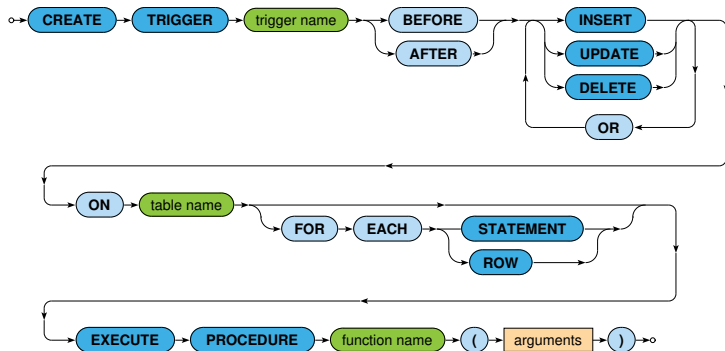 CREATE TRIGGER trigger name BEFORE INSERT
AFTER UPDATE
DELETE
OR
ON table name
FOR EACH STATEMENT
ROW
EXECUTE PROCEDURE function name ( arguments )